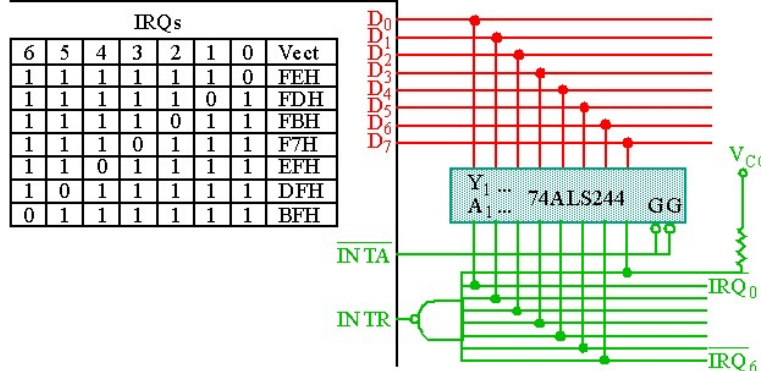 IRQs
6 5 4 3 2 1 0 Vect
1 1 1 1 1 1 0 FEH
1 1 1 1 1 0 1 FDH
1 1 1 1 0 1 1 FBH
1 1 1 0 1 1 1 F7H
1 1 0 1 1 1 1 EFH
1 0 1 1 1 1 1 DFH
0 1 1 1 1 1 1 BFH
D0
D1
D2
D3
D4
D5
D6
D7
VCC
Y1 ...
74ALS244
A1 ...
GG
INTA
IRQ0
INTR
IRQ6